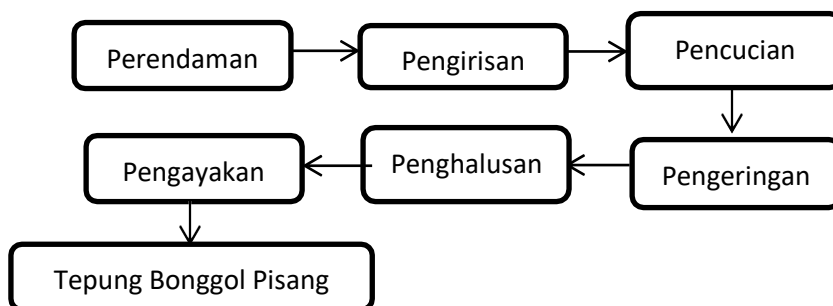 Perendaman
Pengirisan
Pencucian
Pengeringan
Penghalusan
Pengayakan
Tepung Bonggol Pisang